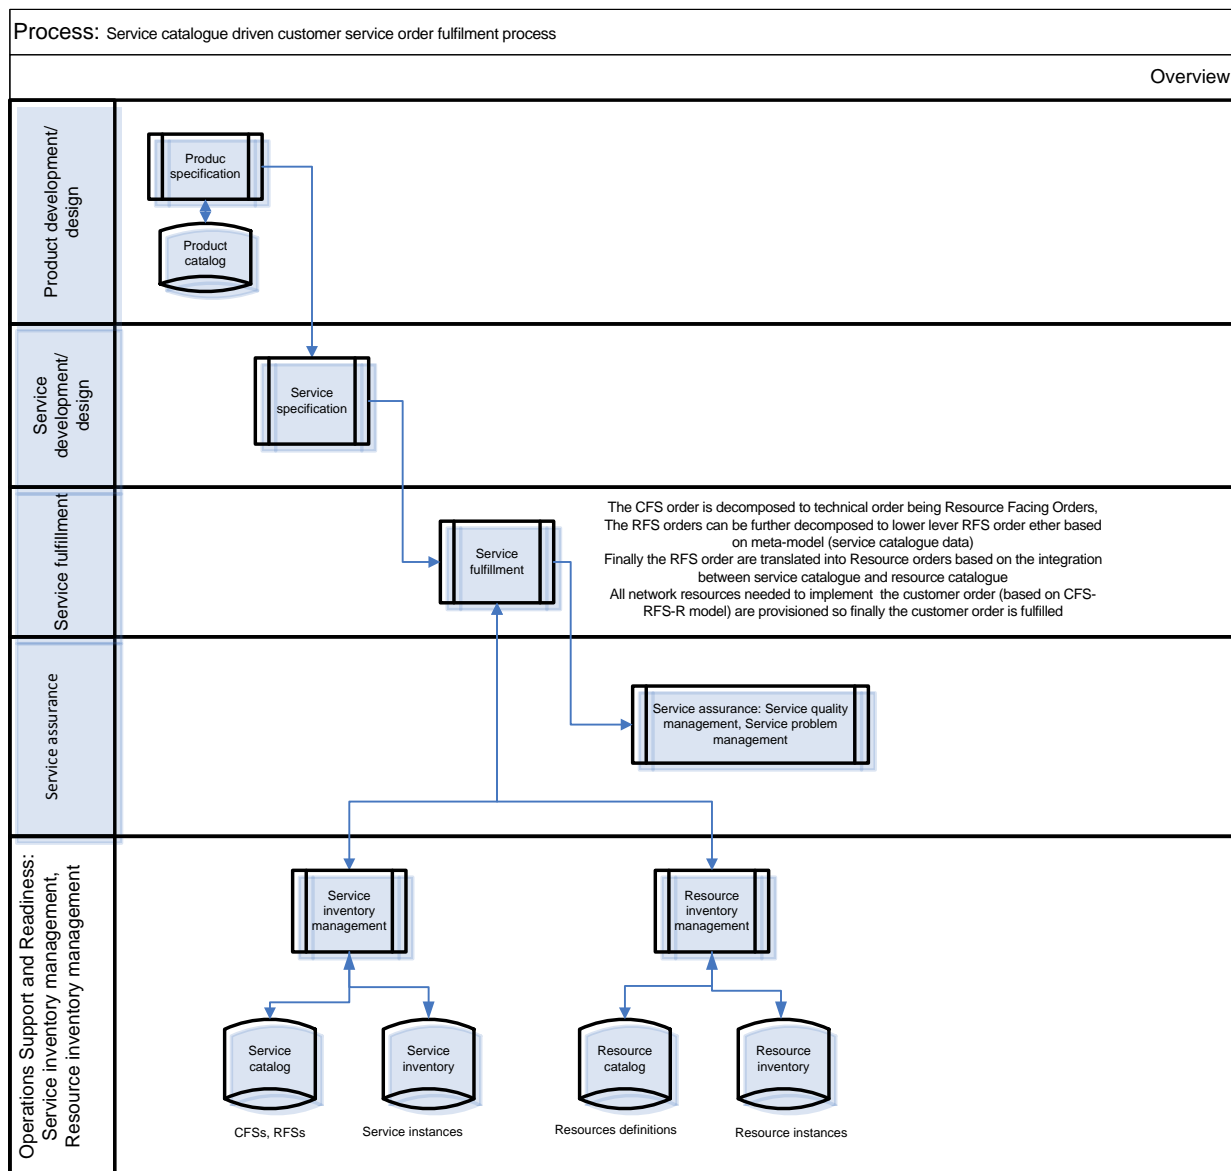 Process: Service catalogue driven customer service order fulfilment process
Overview
Product development/
design
Produc
specification
Product
catalog
Service
development/
design
Service
specification
Service fulfillment
Service
fulfillment
The CFS order is decomposed to technical order being Resource Facing Orders,
The RFS orders can be further decomposed to lower lever RFS order ether based
on meta-model (service catalogue data)
Finally the RFS order are translated into Resource orders based on the integration
between service catalogue and resource catalogue
All network resources needed to implement the customer order (based on CFS-
RFS-R model) are provisioned so finally the customer order is fulfilled
Service assurance
Service assurance: Service quality
management, Service problem
management
Operations Support and Readiness:
Service inventory management,
Resource inventory management
Service
inventory
management
Resource
inventory
management
Service
catalog
Service
inventory
Resource
catalog
Resource
inventory
CFSs, RFSs
Service instances
Resources definitions
Resource instances